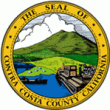 THE SEAL OF
CONTRA COSTA COUNTY CALIFORNIA